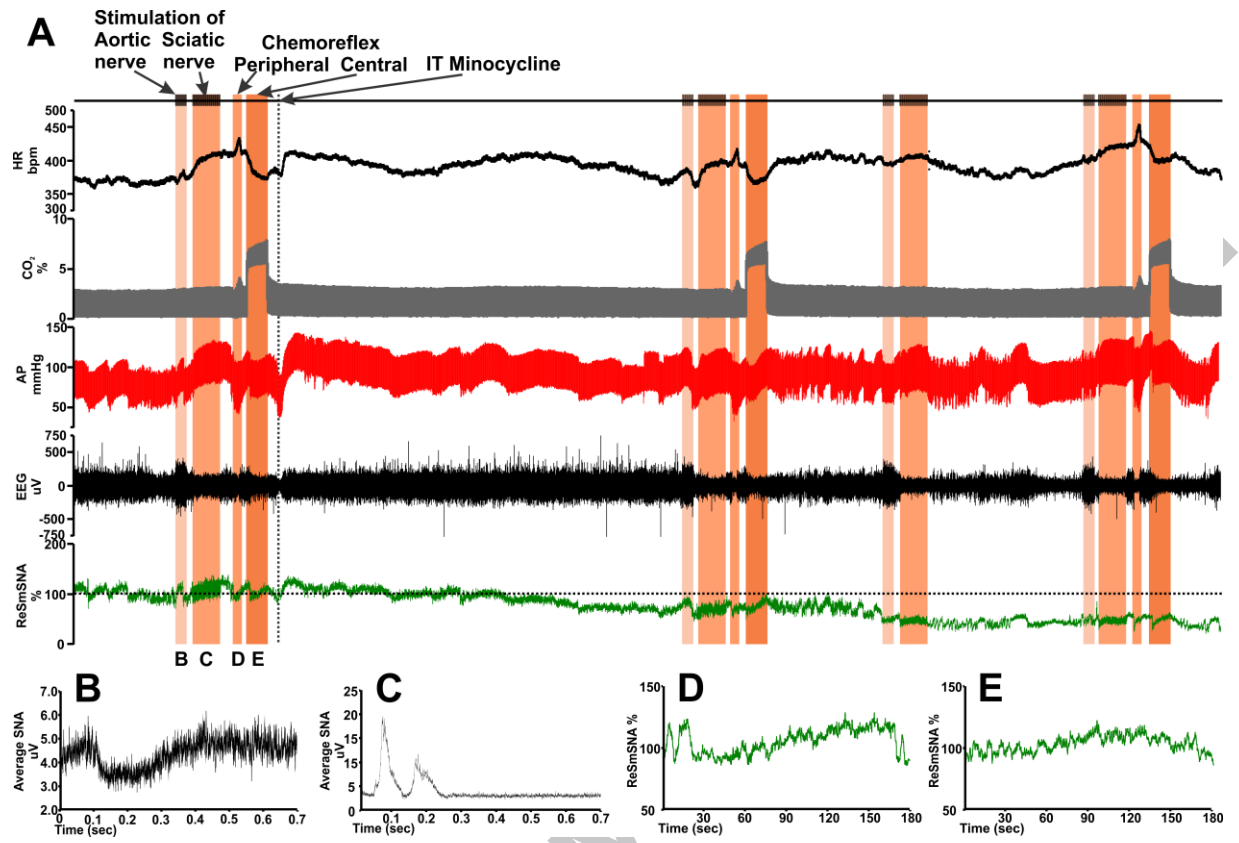 A
Stimulation of
Aortic Sciatic
nerve nerve
Chemoreflex
Peripheral Central
IT Minocycline
HR
bpm
500
450
400
350
300
CO₂
%
10
5
0
AP
mmHg
150
100
50
EEG
uV
750
500
0
-500
-750
ReSmSNA
%
200
100
0
B C D E
B
Average SNA
uV
7.0
6.0
5.0
4.0
3.0
2.0
0 0.1 0.2 0.3 0.4 0.5 0.6 0.7
Time (sec)
C
Average SNA
uV
25
20
15
10
5
0
0.1 0.2 0.3 0.4 0.5 0.6 0.7
Time (sec)
D
ReSmSNA %
150
100
50
30 60 90 120 150 180
Time (sec)
E
ReSmSNA %
150
100
50
30 60 90 120 150 180
Time (sec)